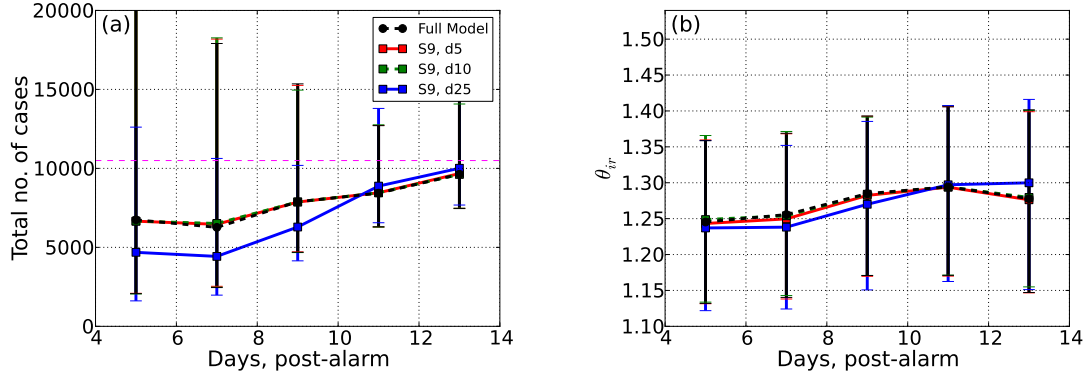 (a)
20000
15000
10000
5000
0
Total no. of cases
4 6 8 10 12 14
Days, post-alarm
Full Model
S9, d5
S9, d10
S9, d25
(b)
1.50
1.45
1.40
1.35
1.30
1.25
1.20
1.15
1.10
θir
4 6 8 10 12 14
Days, post-alarm